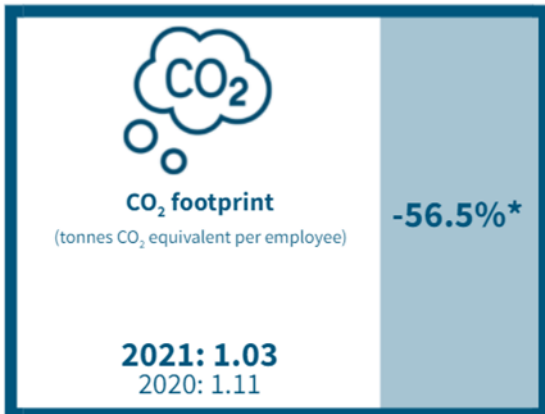 CO₂
CO₂ footprint
(tonnes CO₂ equivalent per employee)
-56.5%*
2021: 1.03
2020: 1.11